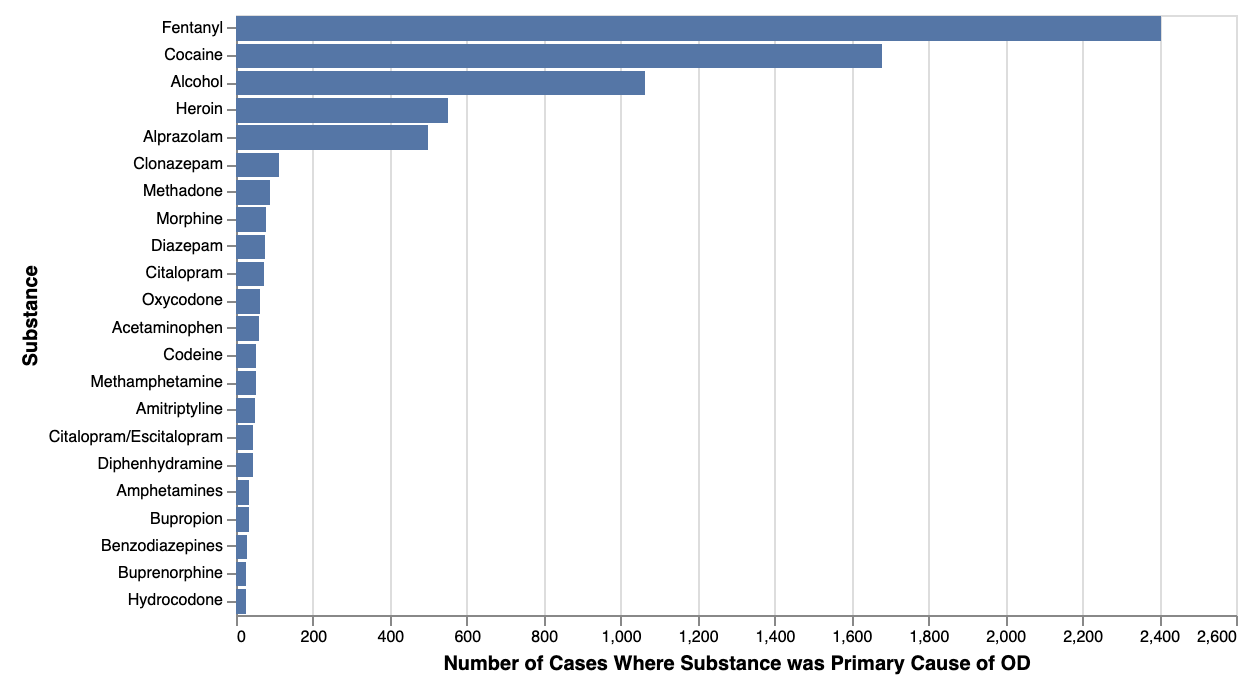 Fentanyl
Cocaine
Alcohol
Heroin
Alprazolam
Clonazepam
Methadone
Morphine
Diazepam
Citalopram
Oxycodone
Acetaminophen
Codeine
Methamphetamine
Amitriptyline
Citalopram/Escitalopram
Diphenhydramine
Amphetamines
Bupropion
Benzodiazepines
Buprenorphine
Hydrocodone
Substance
0 200 400 600 800 1,000 1,200 1,400 1,600 1,800 2,000 2,200 2,400 2,600
Number of Cases Where Substance was Primary Cause of OD